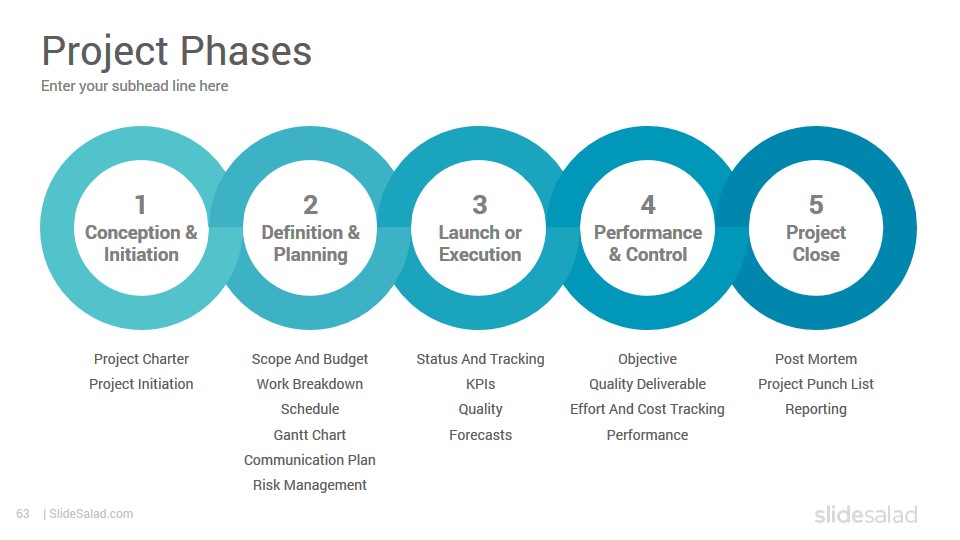 Project Phases
Enter your subhead line here
1
Conception &
Initiation
2
Definition &
Planning
3
Launch or
Execution
4
Performance
& Control
5
Project
Close
Project Charter
Project Initiation
Scope And Budget
Work Breakdown
Schedule
Gantt Chart
Communication Plan
Risk Management
Status And Tracking
KPIs
Quality
Forecasts
Objective
Quality Deliverable
Effort And Cost Tracking
Performance
Post Mortem
Project Punch List
Reporting
63 | SlideSalad.com
slidesalad